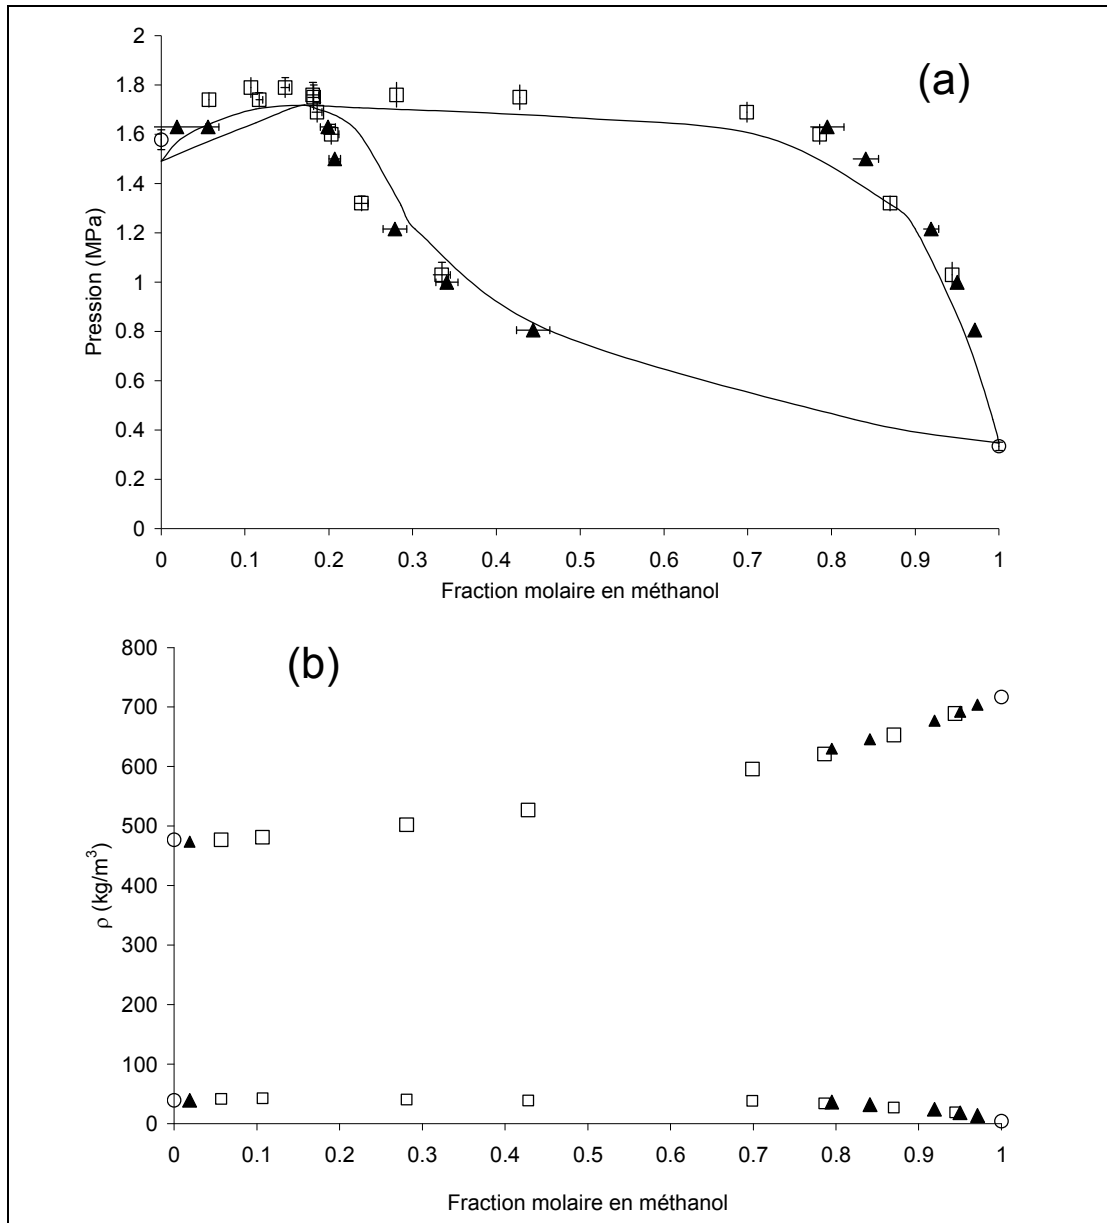 (a)
Pression (MPa)
2
1.8
1.6
1.4
1.2
1
0.8
0.6
0.4
0.2
0
0 0.1 0.2 0.3 0.4 0.5 0.6 0.7 0.8 0.9 1
Fraction molaire en méthanol
(b)
ρ (kg/m³)
800
700
600
500
400
300
200
100
0
0 0.1 0.2 0.3 0.4 0.5 0.6 0.7 0.8 0.9 1
Fraction molaire en méthanol